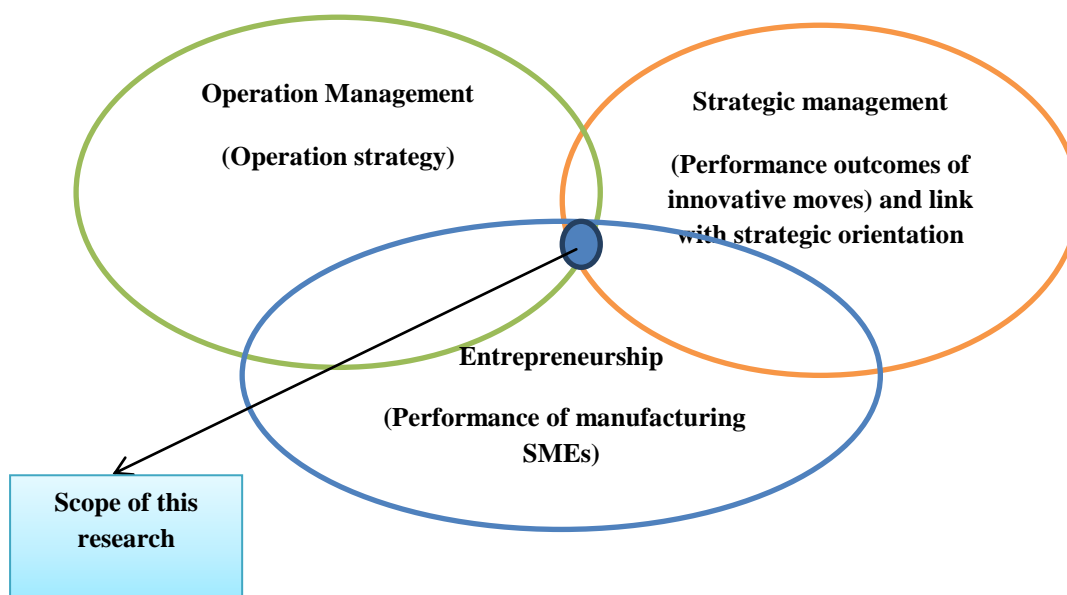 Operation Management
(Operation strategy)
Strategic management
(Performance outcomes of
innovative moves) and link
with strategic orientation
Entrepreneurship
(Performance of manufacturing
SMEs)
Scope of this
research